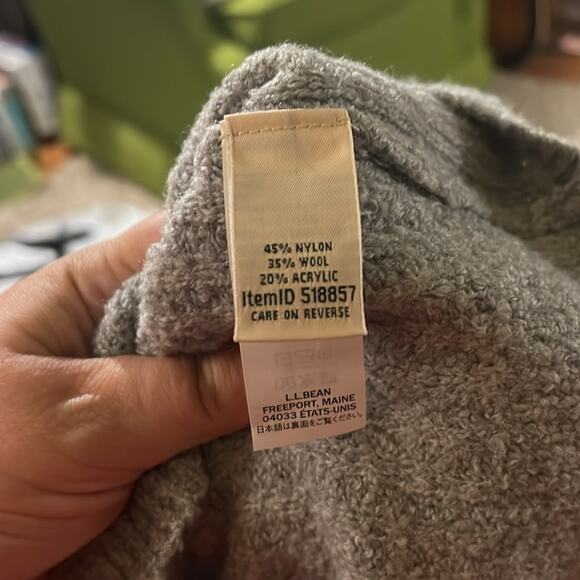 45% NYLON
35% WOOL
20% ACRYLIC
ItemID 518857
CARE ON REVERSE
L.L.BEAN
FREEPORT, MAINE
04033 ÉTATS-UNIS
日本語は裏面をご覧ください。